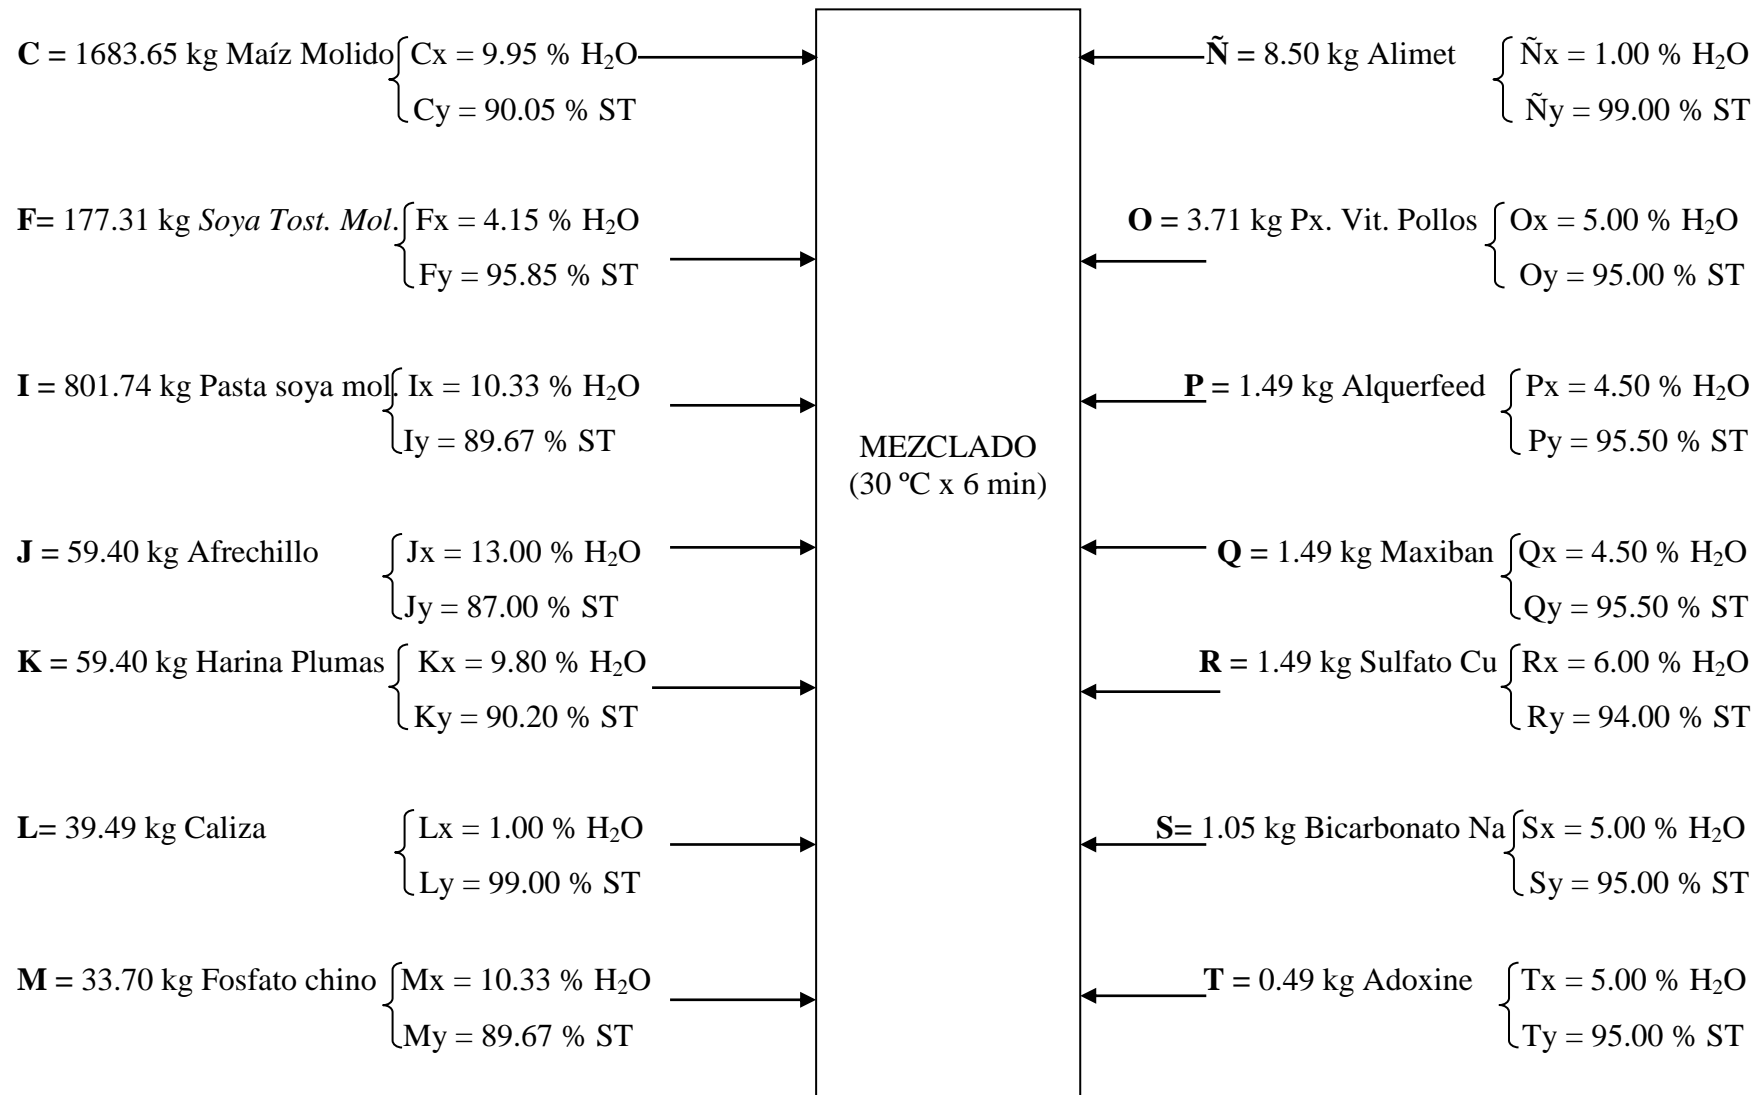 C = 1683.65 kg Maíz Molido Cx = 9.95 % H₂O
Cy = 90.05 % ST
F= 177.31 kg Soya Tost. Mol. Fx = 4.15 % H₂O
Fy = 95.85 % ST
I = 801.74 kg Pasta soya mol. Ix = 10.33 % H₂O
Iy = 89.67 % ST
J = 59.40 kg Afrechillo Jx = 13.00 % H₂O
Jy = 87.00 % ST
K = 59.40 kg Harina Plumas Kx = 9.80 % H₂O
Ky = 90.20 % ST
L= 39.49 kg Caliza Lx = 1.00 % H₂O
Ly = 99.00 % ST
M = 33.70 kg Fosfato chino Mx = 10.33 % H₂O
My = 89.67 % ST
MEZCLADO
(30 ºC x 6 min)
Ñ = 8.50 kg Alimet Ñx = 1.00 % H₂O
Ñy = 99.00 % ST
O = 3.71 kg Px. Vit. Pollos Ox = 5.00 % H₂O
Oy = 95.00 % ST
P = 1.49 kg Alquerfeed Px = 4.50 % H₂O
Py = 95.50 % ST
Q = 1.49 kg Maxiban Qx = 4.50 % H₂O
Qy = 95.50 % ST
R = 1.49 kg Sulfato Cu Rx = 6.00 % H₂O
Ry = 94.00 % ST
S= 1.05 kg Bicarbonato Na Sx = 5.00 % H₂O
Sy = 95.00 % ST
T = 0.49 kg Adoxine Tx = 5.00 % H₂O
Ty = 95.00 % ST